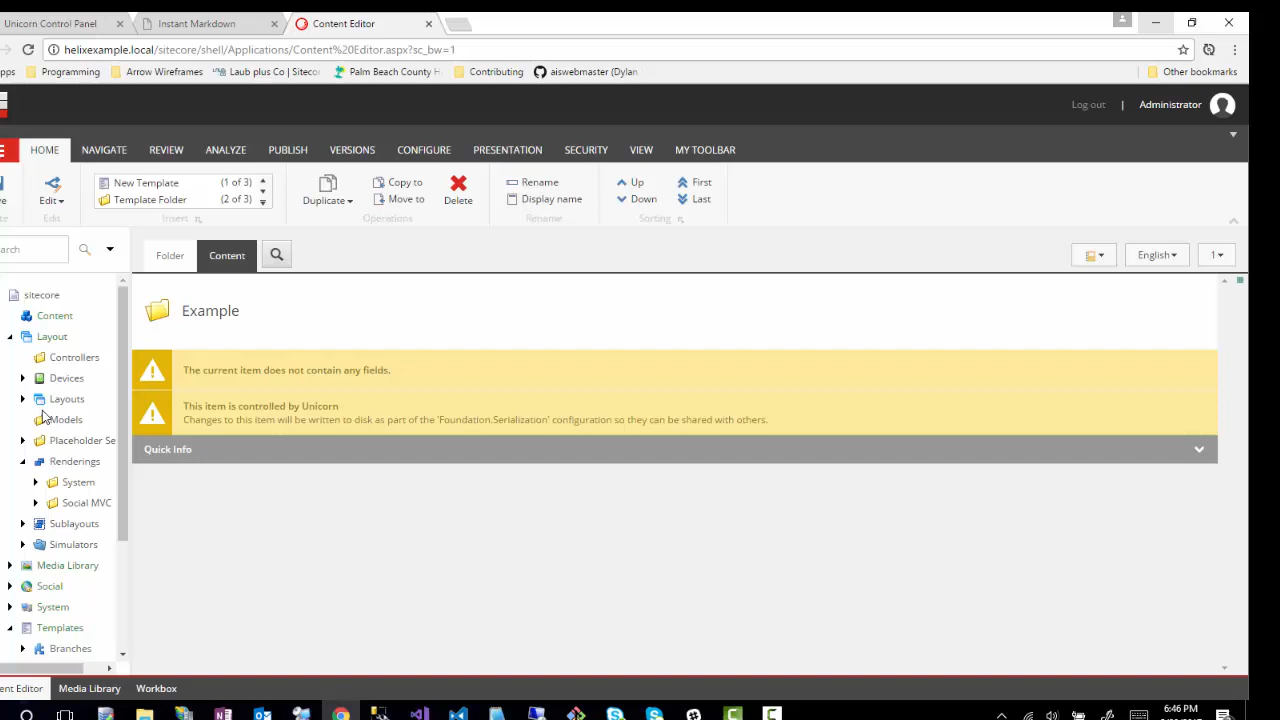 Unicorn Control Panel
Instant Markdown
Content Editor
helixexample.local/sitecore/shell/Applications/Content%20Editor.aspx?sc_bw=1
Programming
Arrow Wireframes
Laub plus Co | Siteco
Palm Beach County H
Contributing
aiswebmaster (Dylan
Other bookmarks
Log out | Administrator
HOME NAVIGATE REVIEW ANALYZE PUBLISH VERSIONS CONFIGURE PRESENTATION SECURITY VIEW MY TOOLBAR
New Template (1 of 3)
Template Folder (2 of 3)
Insert
Edit
Edit
Duplicate
Copy to
Move to
Delete
Operations
Rename
Display name
Rename
Up
Down
First
Last
Sorting
Folder
Content
English
1
sitecore
Content
Layout
Controllers
Devices
Layouts
Models
Placeholder Se
Renderings
System
Social MVC
Sublayouts
Simulators
Media Library
Social
System
Templates
Branches
Example
The current item does not contain any fields.
This item is controlled by Unicorn
Changes to this item will be written to disk as part of the 'Foundation.Serialization' configuration so they can be shared with others.
Quick Info
Media Library
Workbox
6:46 PM